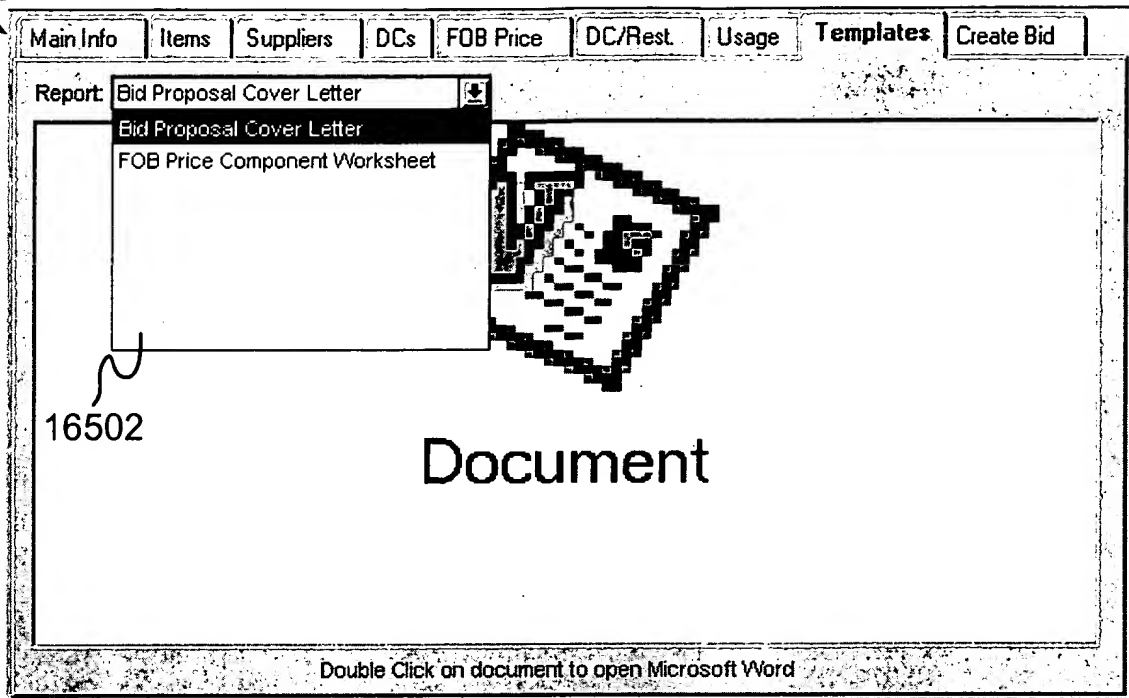 Main Info Items Suppliers DCs FOB Price DC/Rest. Usage Templates Create Bid
Report: Bid Proposal Cover Letter
Bid Proposal Cover Letter
FOB Price Component Worksheet
16502
Document
Double Click on document to open Microsoft Word